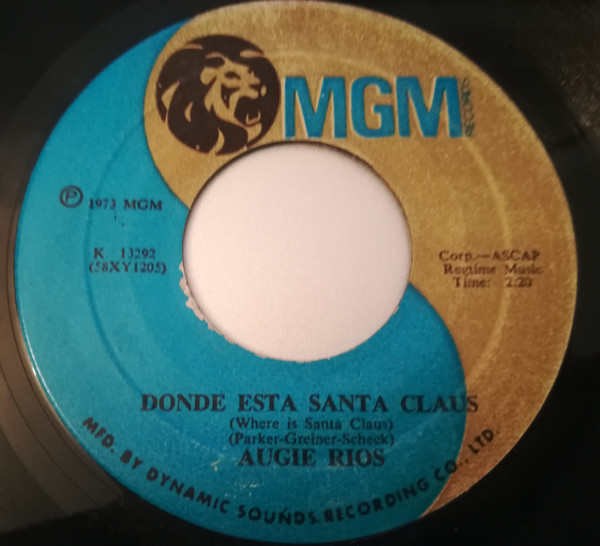 MGM
RECORDS
℗ 1973 MGM
K 13292
(58XY1205)
Corp.—ASCAP
Regtime Music
Time: 2:20
DONDE ESTA SANTA CLAUS
(Where is Santa Claus)
(Parker-Greiner-Scheck)
AUGIE RIOS
MFD. BY DYNAMIC SOUNDS RECORDING CO., LTD.